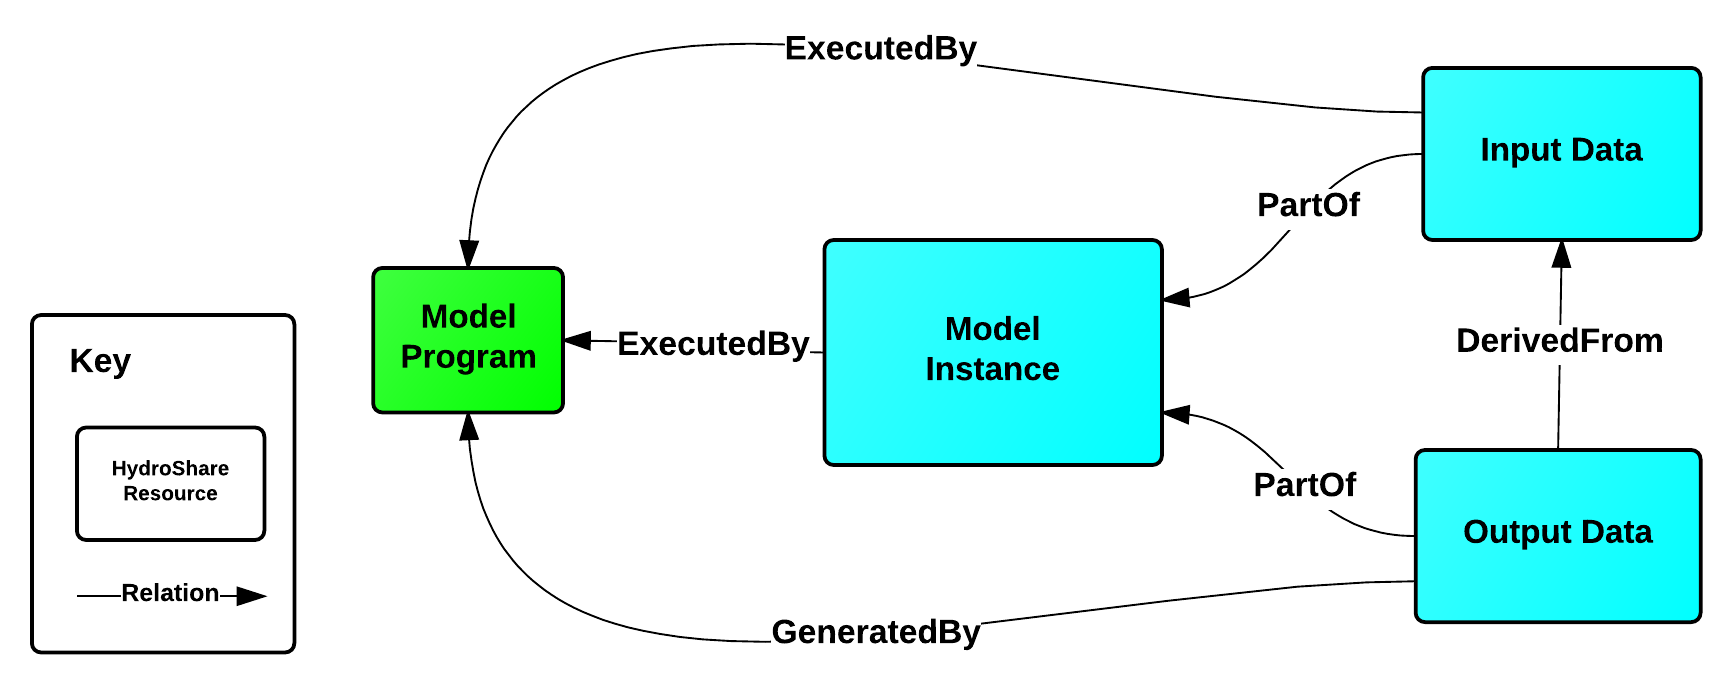 ExecutedBy
Input Data
PartOf
Model
Program
ExecutedBy
Model
Instance
DerivedFrom
Key
HydroShare
Resource
Relation
PartOf
Output Data
GeneratedBy